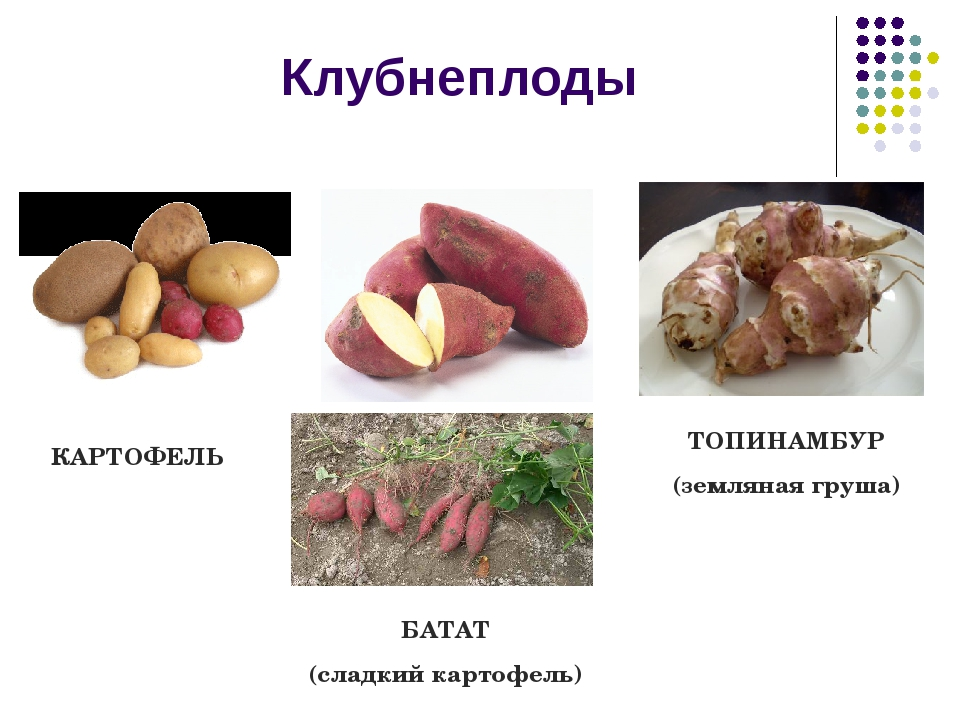 Клубнеплоды
КАРТОФЕЛЬ
ТОПИНАМБУР
(земляная груша)
БАТАТ
(сладкий картофель)